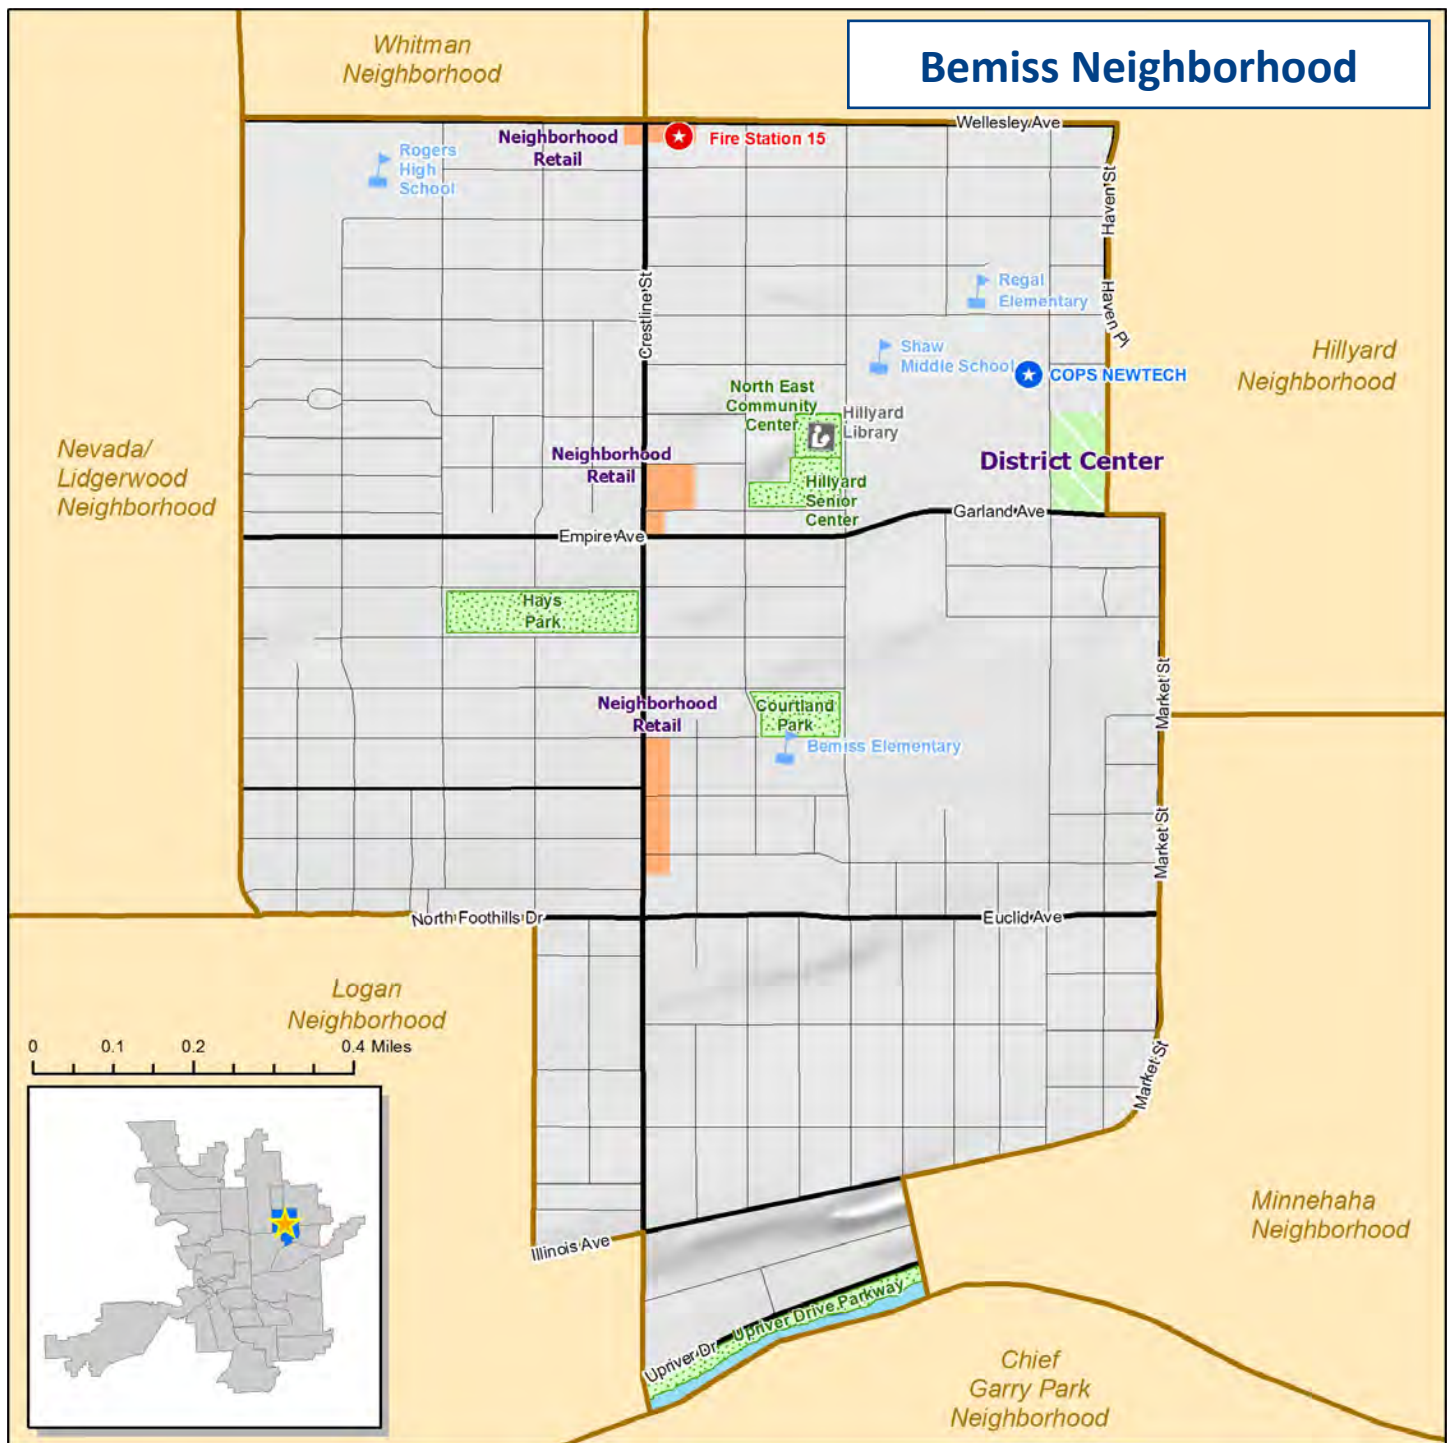 Whitman
Neighborhood
Bemiss Neighborhood
Wellesley Ave
Neighborhood
Retail
Fire Station 15
Rogers
High
School
Haven St
Crestline St
Regal
Elementary
Haven Pl
Shaw
Middle School
COPS NEWTECH
Hillyard
Neighborhood
North East
Community
Center
Hillyard
Library
Nevada/
Lidgerwood
Neighborhood
Neighborhood
Retail
District Center
Hillyard
Senior
Center
Garland Ave
Empire Ave
Hays
Park
Market St
Neighborhood
Retail
Courtland
Park
Bemiss Elementary
Market St
North Foothills Dr
Euclid Ave
Logan
Neighborhood
0 0.1 0.2 0.4 Miles
Market St
Minnehaha
Neighborhood
Illinois Ave
Upriver Drive Parkway
Upriver Dr
Chief
Garry Park
Neighborhood